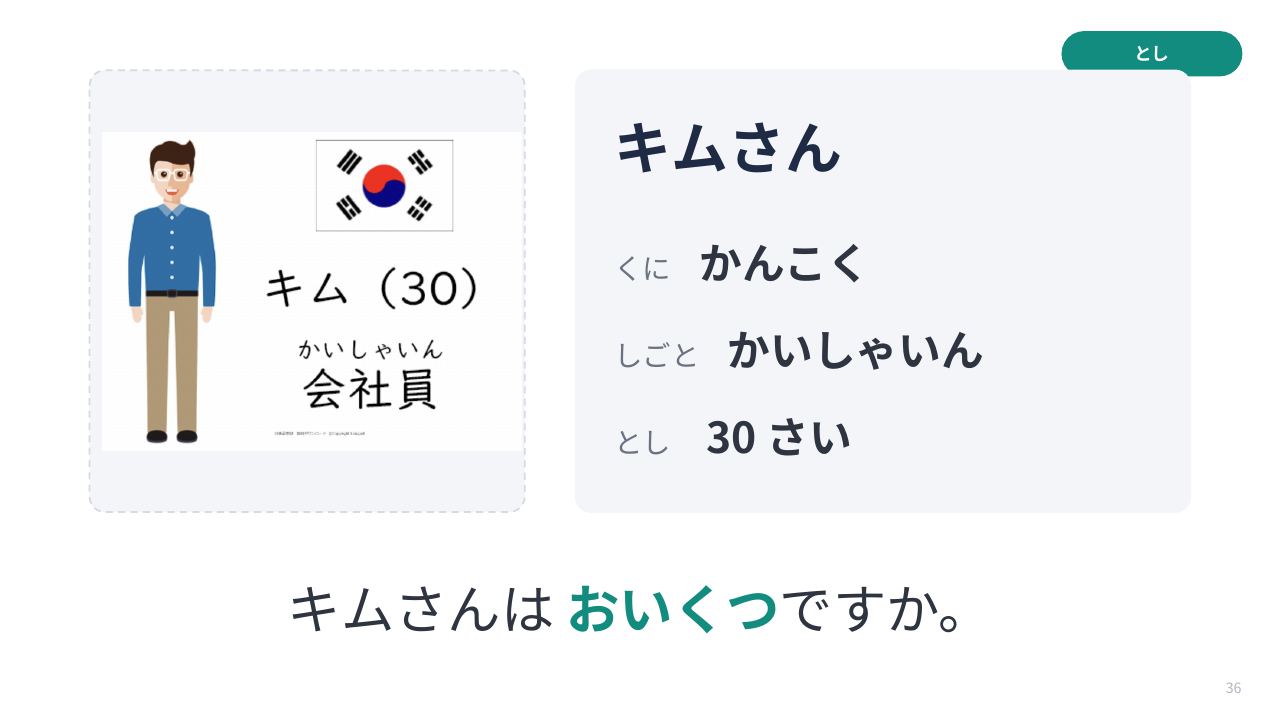 とし
キム（30）
かいしゃいん
会社員
キムさん
くに かんこく
しごと かいしゃいん
とし 30 さい
キムさんは おいくつですか。
36